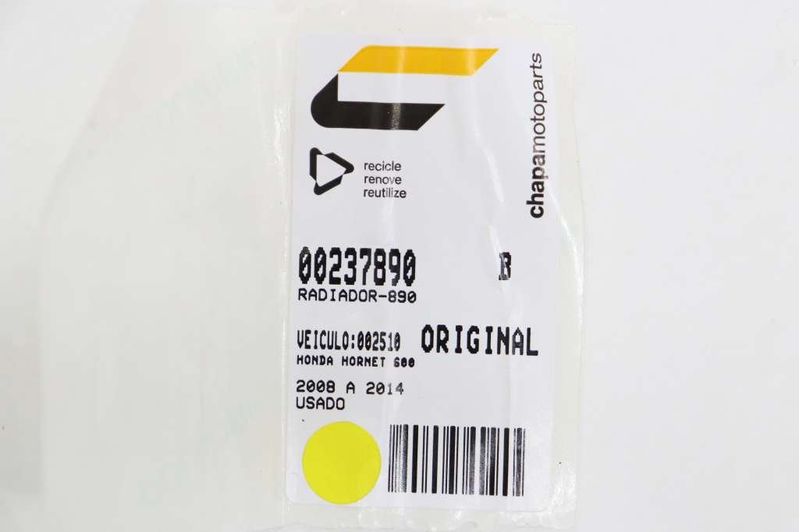 chapamotoparts
recicle
renove
reutilize
00237890 B
RADIADOR-890
VEICULO:002510 ORIGINAL
HONDA HORNET 600
2008 A 2014
USADO